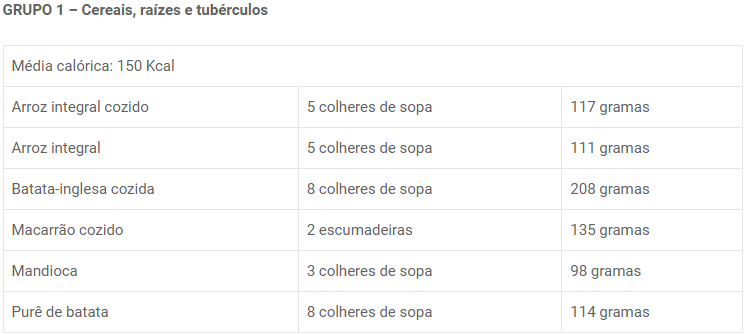 GRUPO 1 – Cereais, raízes e tubérculos
Média calórica: 150 Kcal
Arroz integral cozido 5 colheres de sopa 117 gramas
Arroz integral 5 colheres de sopa 111 gramas
Batata-inglesa cozida 8 colheres de sopa 208 gramas
Macarrão cozido 2 escumadeiras 135 gramas
Mandioca 3 colheres de sopa 98 gramas
Purê de batata 8 colheres de sopa 114 gramas